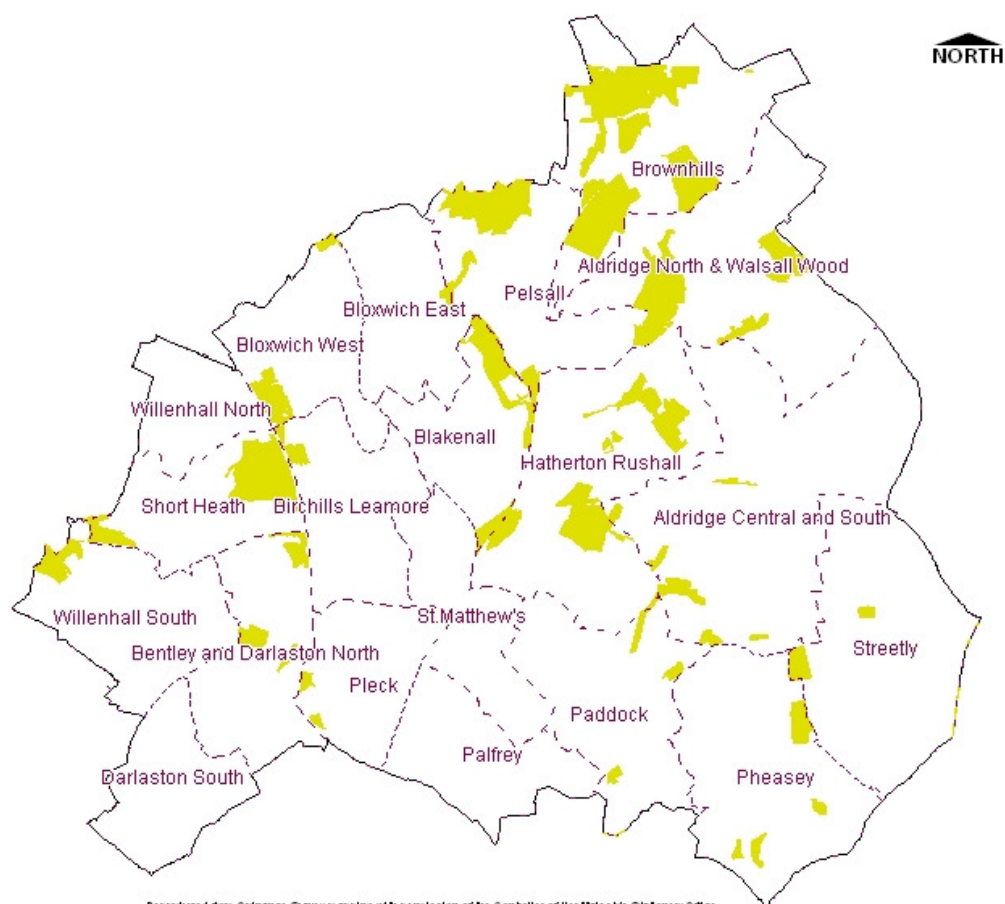 NORTH
Brownhills
Aldridge North & Walsall Wood
Pelsall
Bloxwich East
Bloxwich West
Willenhall North
Blakenall
Hatherton Rushall
Short Heath
Birchills Leamore
Aldridge Central and South
Willenhall South
St.Matthew's
Bentley and Darlaston North
Streetly
Pleck
Paddock
Palfrey
Darlaston South
Pheasey